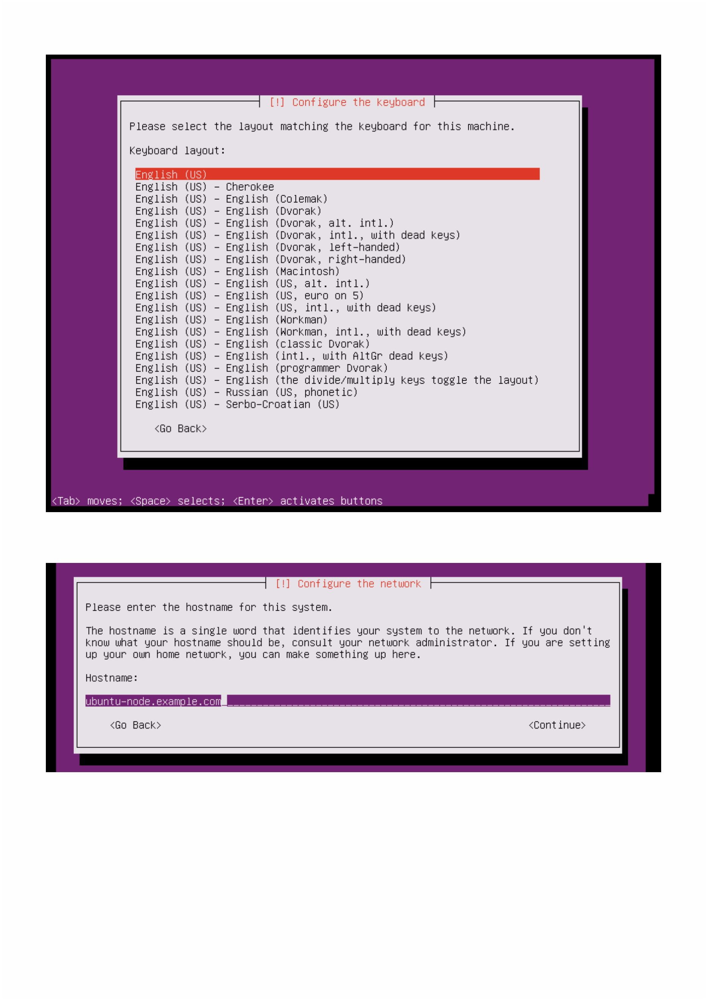 [!] Configure the keyboard
Please select the layout matching the keyboard for this machine.
Keyboard layout:
English (US)
English (US) - Cherokee
English (US) - English (Colemak)
English (US) - English (Dvorak)
English (US) - English (Dvorak, alt. intl.)
English (US) - English (Dvorak, intl., with dead keys)
English (US) - English (Dvorak, left-handed)
English (US) - English (Dvorak, right-handed)
English (US) - English (Macintosh)
English (US) - English (US, alt. intl.)
English (US) - English (US, euro on 5)
English (US) - English (US, intl., with dead keys)
English (US) - English (Workman)
English (US) - English (Workman, intl., with dead keys)
English (US) - English (classic Dvorak)
English (US) - English (intl., with AltGr dead keys)
English (US) - English (programmer Dvorak)
English (US) - English (the divide/multiply keys toggle the layout)
English (US) - Russian (US, phonetic)
English (US) - Serbo-Croatian (US)
<Go Back>
<Tab> moves; <Space> selects; <Enter> activates buttons
[!] Configure the network
Please enter the hostname for this system.
The hostname is a single word that identifies your system to the network. If you don't
know what your hostname should be, consult your network administrator. If you are setting
up your own home network, you can make something up here.
Hostname:
ubuntu-node.example.com
<Go Back> <Continue>